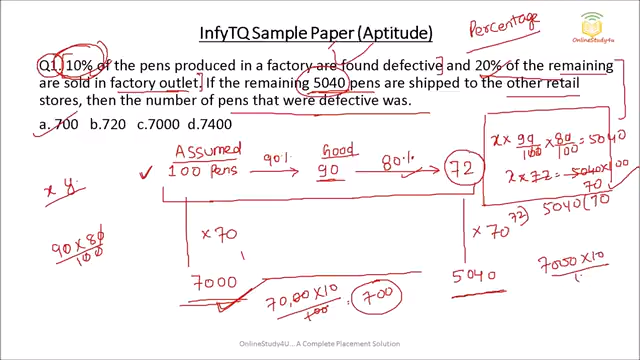 InfyTQ Sample Paper (Aptitude)
Percentage
OnlineStudy4u
Q1. 10% of the pens produced in a factory are found defective and 20% of the remaining
are sold in factory outlet. If the remaining 5040 pens are shipped to the other retail
stores, then the number of pens that were defective was.
a. 700 b.720 c.7000 d.7400
Assumed
100 Pens
90%
Good
90
80%
72
x × 90/100 × 80/100 = 5040
x × 72 = 5040 × 100
70
72) 5040 (70
x y
90 × 80
100
× 70
× 70
7000
70,00 × 10
100
= 700
5040
7000 × 10
OnlineStudy4U... A Complete Placement Solution